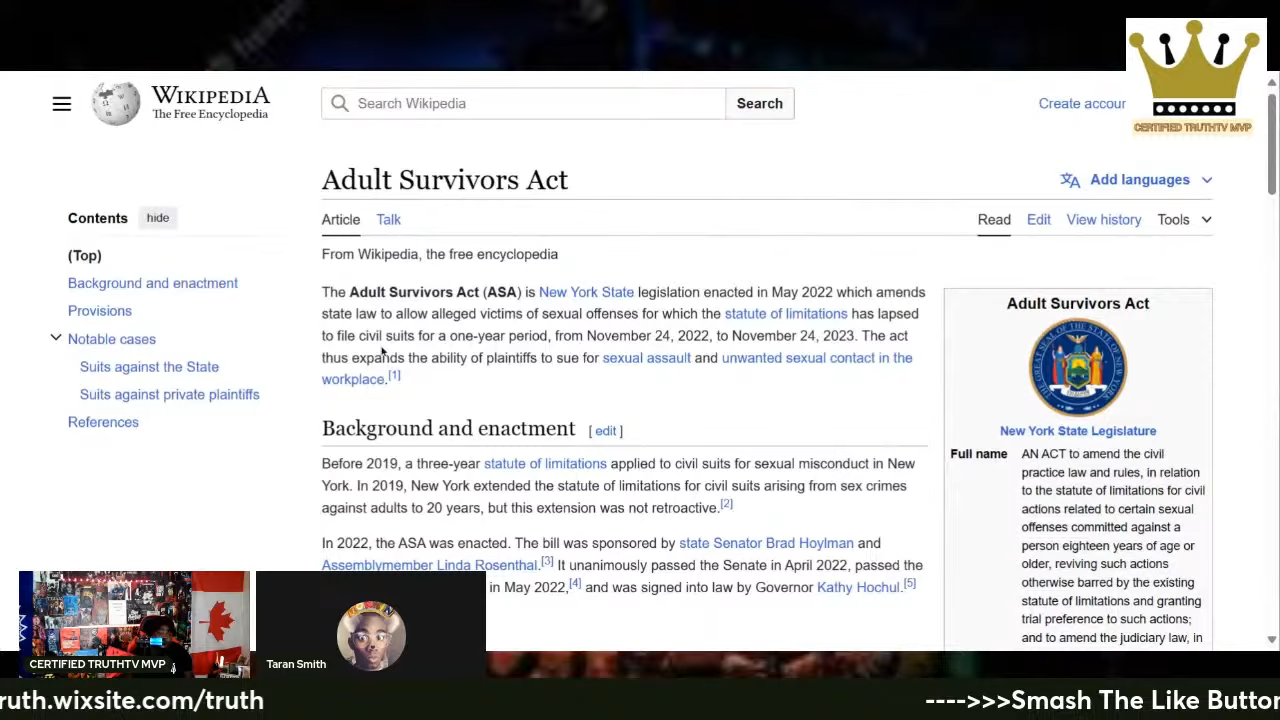 WIKIPEDIA
The Free Encyclopedia
Search Wikipedia
Search
Create accour
CERTIFIED TRUTHTV MVP
Adult Survivors Act
Add languages
Contents
hide
Article
Talk
Read
Edit
View history
Tools
(Top)
Background and enactment
Provisions
Notable cases
Suits against the State
Suits against private plaintiffs
References
From Wikipedia, the free encyclopedia
The Adult Survivors Act (ASA) is New York State legislation enacted in May 2022 which amends
state law to allow alleged victims of sexual offenses for which the statute of limitations has lapsed
to file civil suits for a one-year period, from November 24, 2022, to November 24, 2023. The act
thus expands the ability of plaintiffs to sue for sexual assault and unwanted sexual contact in the
workplace.[1]
Background and enactment [ edit ]
Before 2019, a three-year statute of limitations applied to civil suits for sexual misconduct in New
York. In 2019, New York extended the statute of limitations for civil suits arising from sex crimes
against adults to 20 years, but this extension was not retroactive.[2]
In 2022, the ASA was enacted. The bill was sponsored by state Senator Brad Hoylman and
Assemblymember Linda Rosenthal.[3] It unanimously passed the Senate in April 2022, passed the
in May 2022,[4] and was signed into law by Governor Kathy Hochul.[5]
Adult Survivors Act
New York State Legislature
Full name
AN ACT to amend the civil
practice law and rules, in relation
to the statute of limitations for civil
actions related to certain sexual
offenses committed against a
person eighteen years of age or
older, reviving such actions
otherwise barred by the existing
statute of limitations and granting
trial preference to such actions;
and to amend the judiciary law, in
CERTIFIED TRUTHTV MVP
Taran Smith
ruth.wixsite.com/truth
---->>>Smash The Like Button